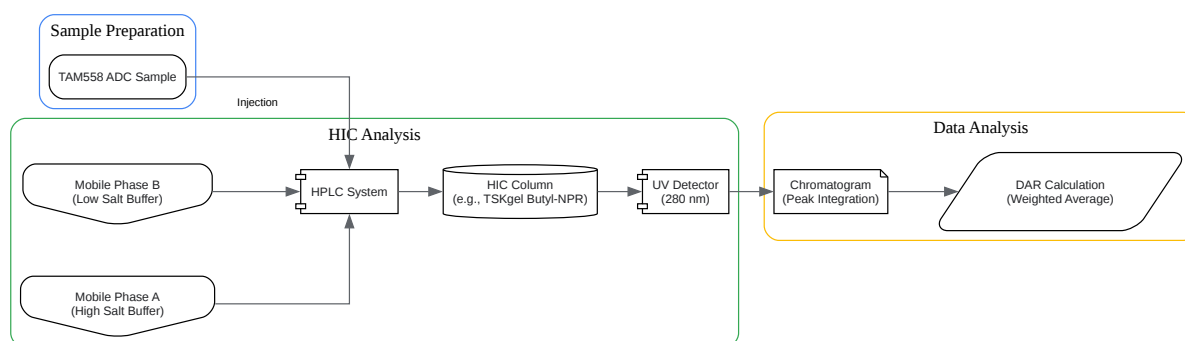 Sample Preparation
TAM558 ADC Sample
Injection
HIC Analysis
Mobile Phase B
(Low Salt Buffer)
HPLC System
HIC Column
(e.g., TSKgel Butyl-NPR)
UV Detector
(280 nm)
Mobile Phase A
(High Salt Buffer)
Data Analysis
Chromatogram
(Peak Integration)
DAR Calculation
(Weighted Average)